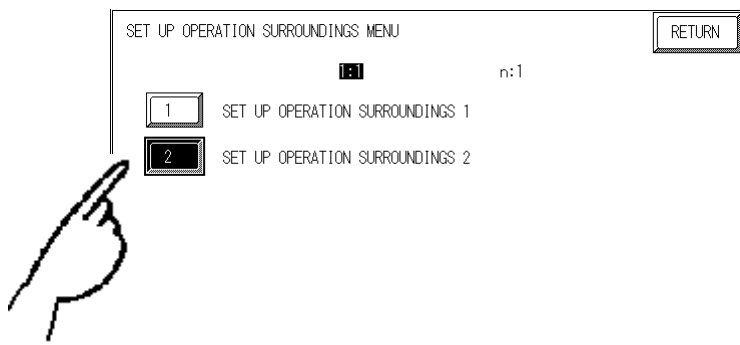 SET UP OPERATION SURROUNDINGS MENU RETURN
1:1 n:1
1 SET UP OPERATION SURROUNDINGS 1
2 SET UP OPERATION SURROUNDINGS 2